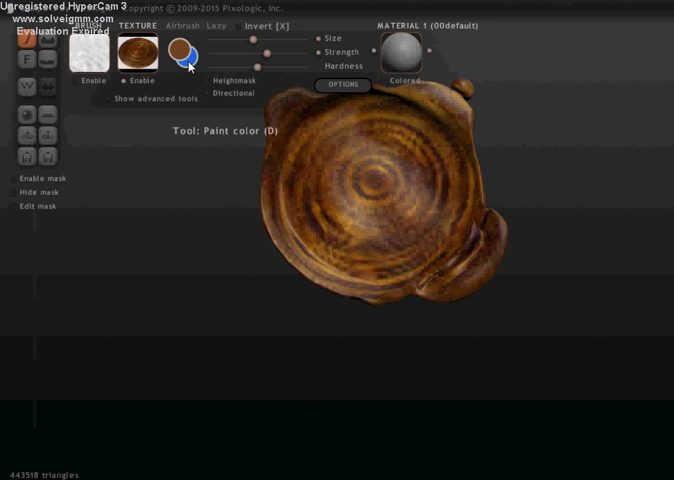 Unregistered HyperCam 3
www.solveigmm.com
Evaluation Expired
Copyright © 2009-2015 Pixologic, Inc.
BRUSH
TEXTURE
Airbrush
Lazy
Invert [X]
MATERIAL 1 (00default)
Size
Strength
Hardness
Enable
Enable
Heightmask
Directional
OPTIONS
Colored
Show advanced tools
Tool: Paint color (D)
F
Enable mask
Hide mask
Edit mask
443518 triangles